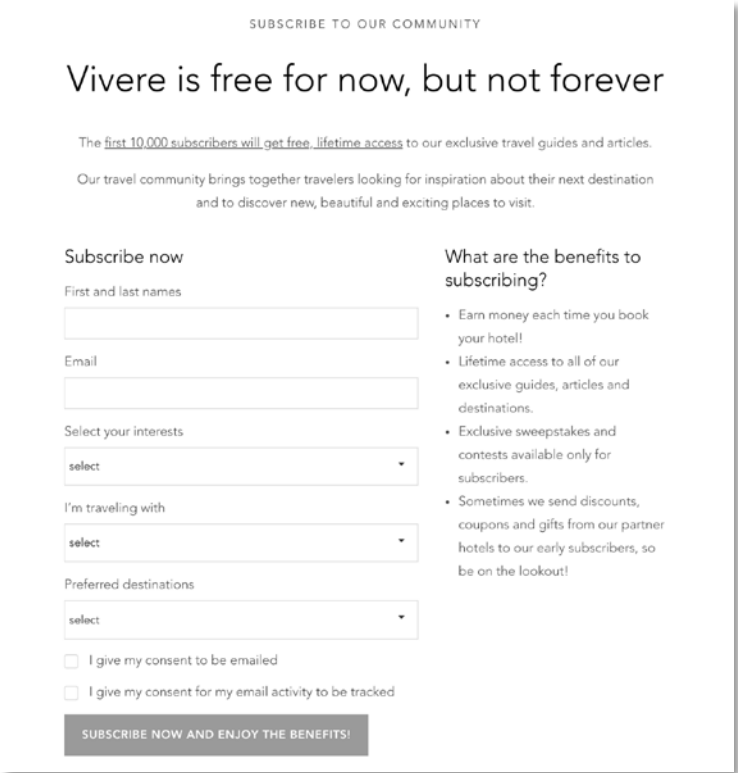 SUBSCRIBE TO OUR COMMUNITY
Vivere is free for now, but not forever
The first 10,000 subscribers will get free, lifetime access to our exclusive travel guides and articles.
Our travel community brings together travelers looking for inspiration about their next destination
and to discover new, beautiful and exciting places to visit.
Subscribe now
First and last names
Email
Select your interests
select
I'm traveling with
select
Preferred destinations
select
I give my consent to be emailed
I give my consent for my email activity to be tracked
SUBSCRIBE NOW AND ENJOY THE BENEFITS!
What are the benefits to
subscribing?
• Earn money each time you book
your hotel!
• Lifetime access to all of our
exclusive guides, articles and
destinations.
• Exclusive sweepstakes and
contests available only for
subscribers.
• Sometimes we send discounts,
coupons and gifts from our partner
hotels to our early subscribers, so
be on the lookout!